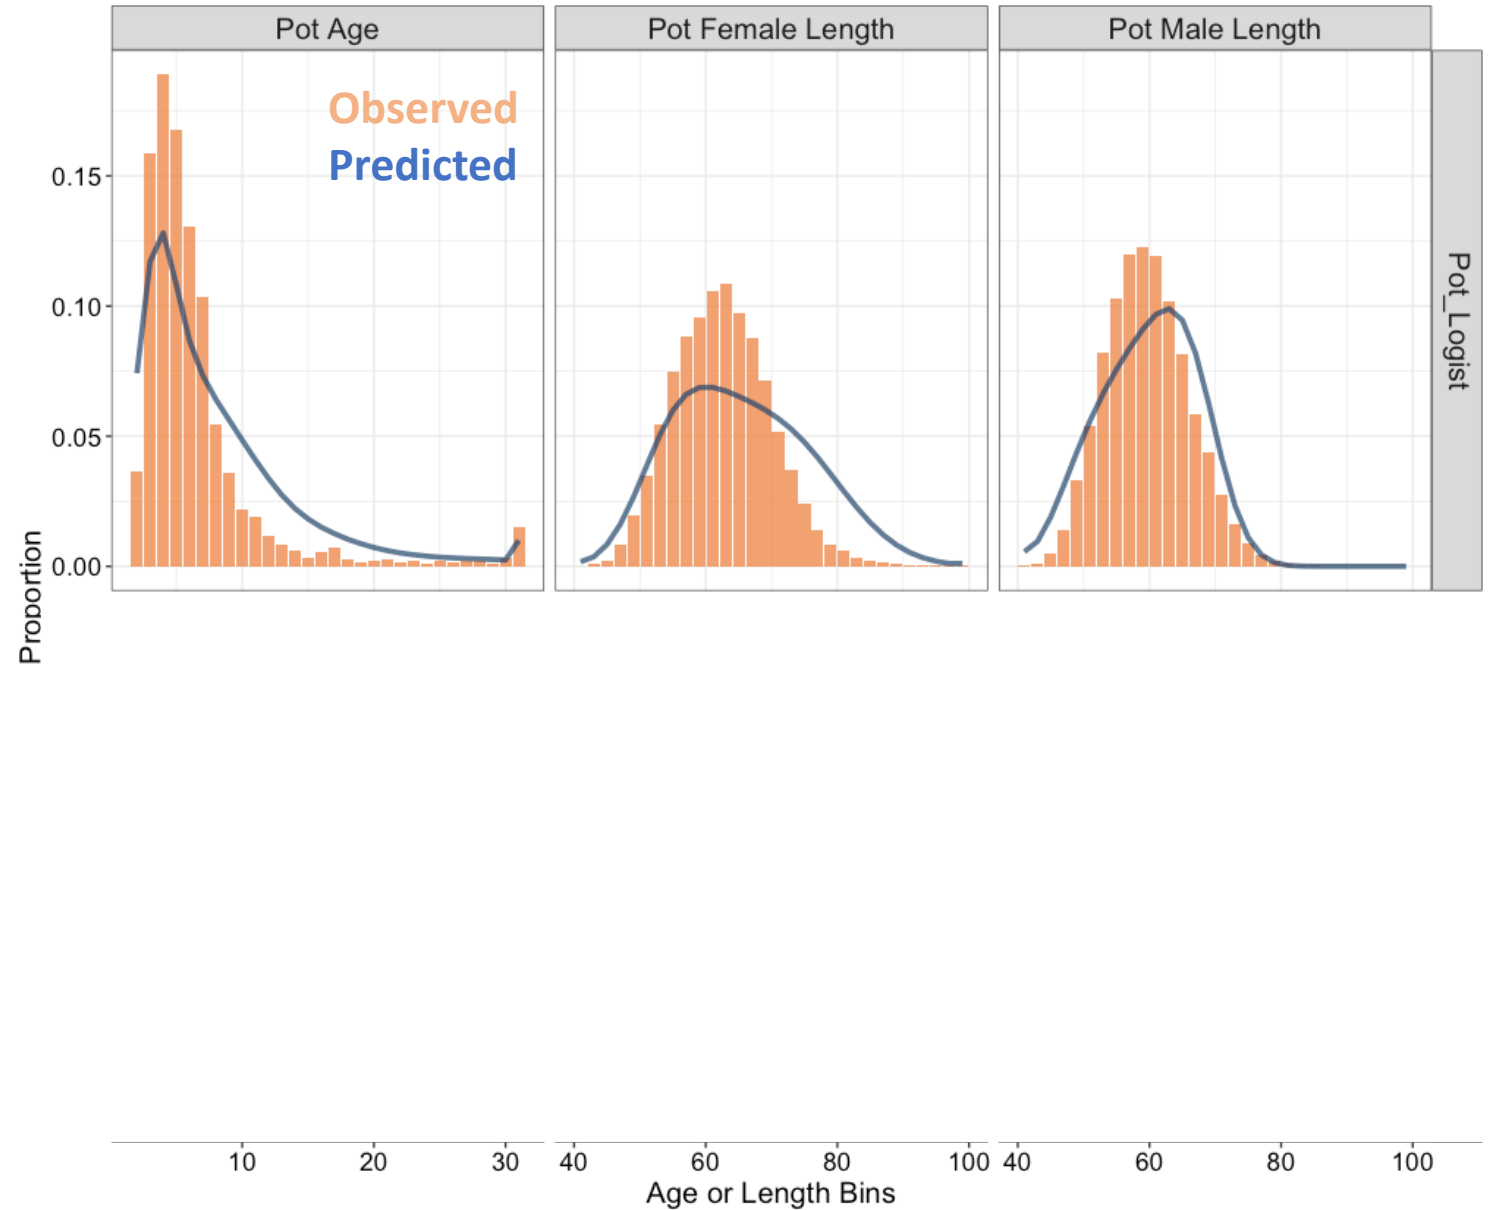 Pot Age
Pot Female Length
Pot Male Length
Observed
Predicted
Pot_Logist
0.15
0.10
0.05
0.00
Proportion
10 20 30 40 60 80 100 40 60 80 100
Age or Length Bins